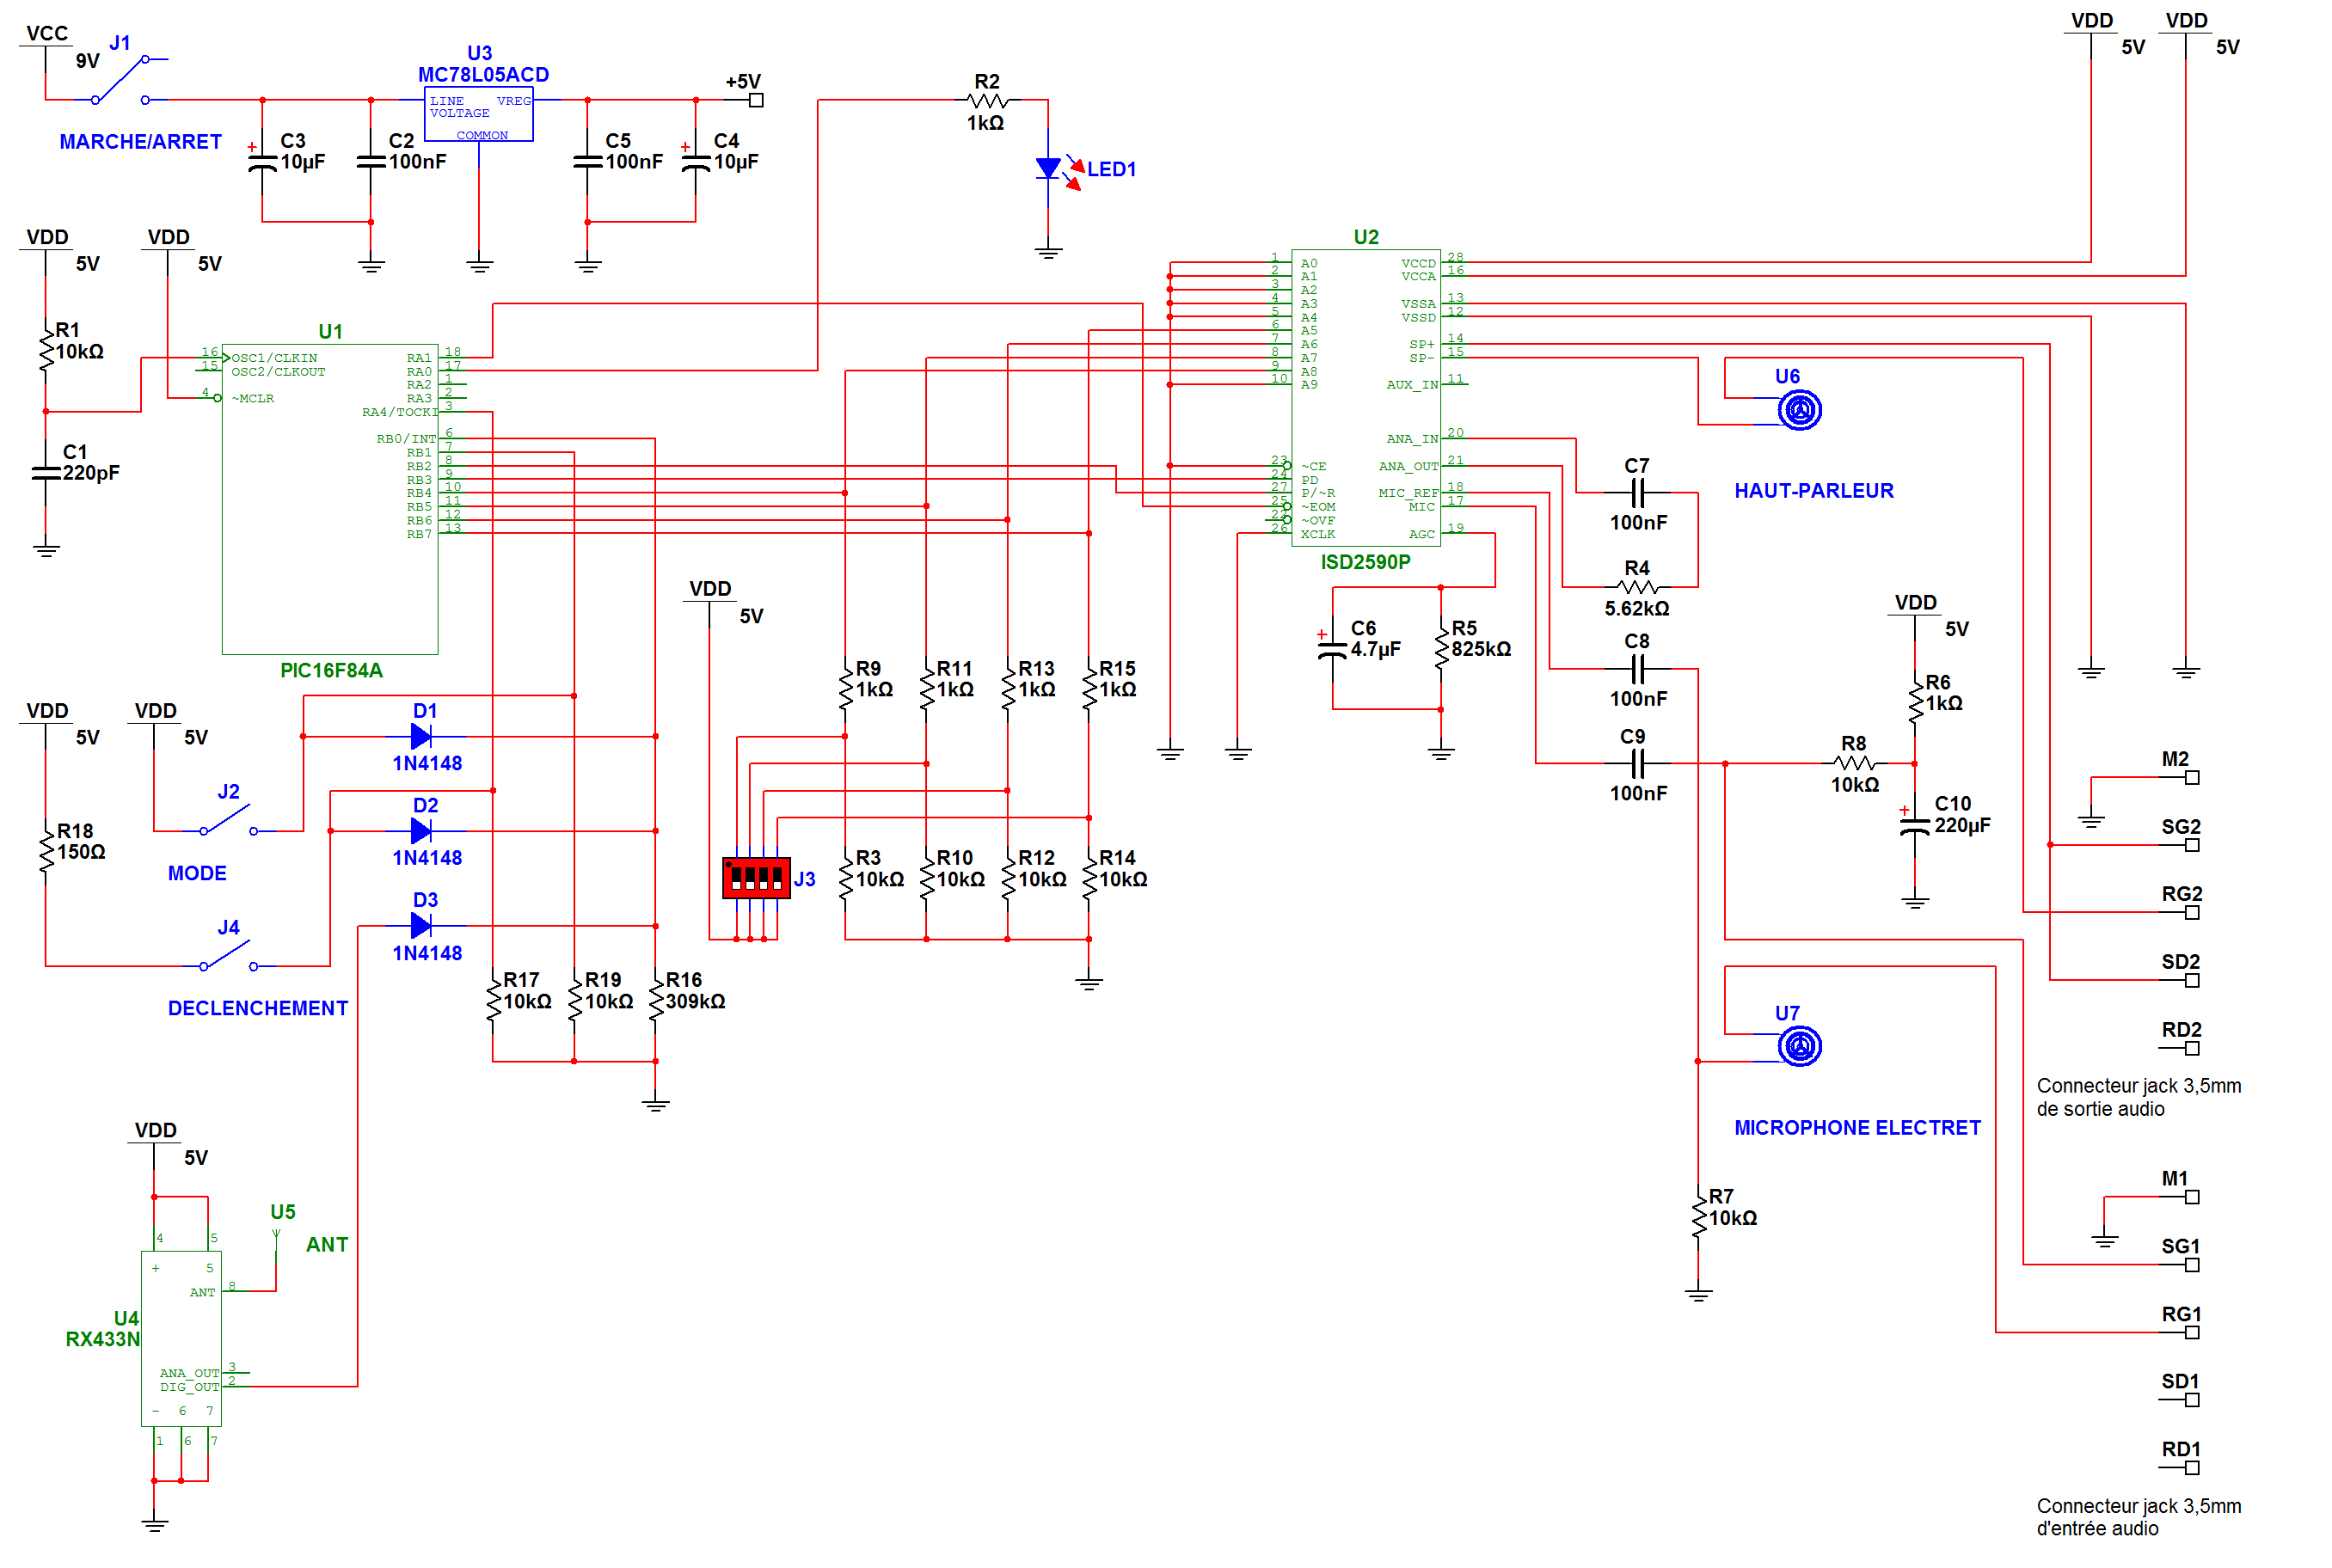 VCC
9V
J1
MARCHE/ARRET
U3
MC78L05ACD
LINE VREG
VOLTAGE
COMMON
+5V
C3
10µF
C2
100nF
C5
100nF
C4
10µF
R2
1kΩ
LED1
VDD
5V
VDD
5V
VDD
5V
VDD
5V
R1
10kΩ
C1
220pF
U1
16 OSC1/CLKIN
15 OSC2/CLKOUT
4 ~MCLR
RA1 18
RA0 17
RA2 1
RA3 2
RA4/TOCKI 3
RB0/INT 6
RB1 7
RB2 8
RB3 9
RB4 10
RB5 11
RB6 12
RB7 13
PIC16F84A
U2
1 A0
2 A1
3 A2
4 A3
5 A4
6 A5
7 A6
8 A7
9 A8
10 A9
23 ~CE
24 PD
27 P/~R
25 ~EOM
22 ~OVF
26 XCLK
VCCD 28
VCCA 16
VSSA 13
VSSD 12
SP+ 14
SP- 15
AUX_IN 11
ANA_IN 20
ANA_OUT 21
MIC_REF 18
MIC 17
AGC 19
ISD2590P
U6
HAUT-PARLEUR
C7
100nF
R4
5.62kΩ
C8
100nF
C9
100nF
C6
4.7µF
R5
825kΩ
VDD
5V
R6
1kΩ
R8
10kΩ
C10
220µF
VDD
5V
R9
1kΩ
R11
1kΩ
R13
1kΩ
R15
1kΩ
J3
R3
10kΩ
R10
10kΩ
R12
10kΩ
R14
10kΩ
VDD
5V
VDD
5V
R18
150Ω
J2
MODE
J4
DECLENCHEMENT
D1
1N4148
D2
1N4148
D3
1N4148
R17
10kΩ
R19
10kΩ
R16
309kΩ
U7
MICROPHONE ELECTRET
R7
10kΩ
M2
SG2
RG2
SD2
RD2
Connecteur jack 3,5mm
de sortie audio
M1
SG1
RG1
SD1
RD1
Connecteur jack 3,5mm
d'entrée audio
VDD
5V
U5
ANT
4 5
+ 5
ANT 8
U4
RX433N
ANA_OUT 3
DIG_OUT 2
- 6 7
1 6 7